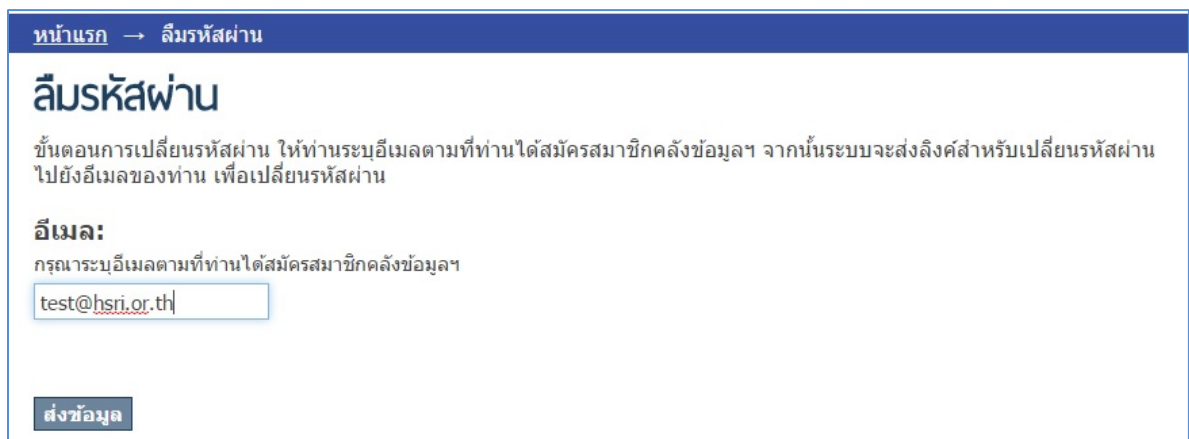 หน้าแรก → ลืมรหัสผ่าน
ลืมรหัสผ่าน
ขั้นตอนการเปลี่ยนรหัสผ่าน ให้ท่านระบุอีเมลตามที่ท่านได้สมัครสมาชิกคลังข้อมูลฯ จากนั้นระบบจะส่งลิงค์สำหรับเปลี่ยนรหัสผ่าน
ไปยังอีเมลของท่าน เพื่อเปลี่ยนรหัสผ่าน
อีเมล:
กรุณาระบุอีเมลตามที่ท่านได้สมัครสมาชิกคลังข้อมูลฯ
test@hsri.or.th
ส่งข้อมูล